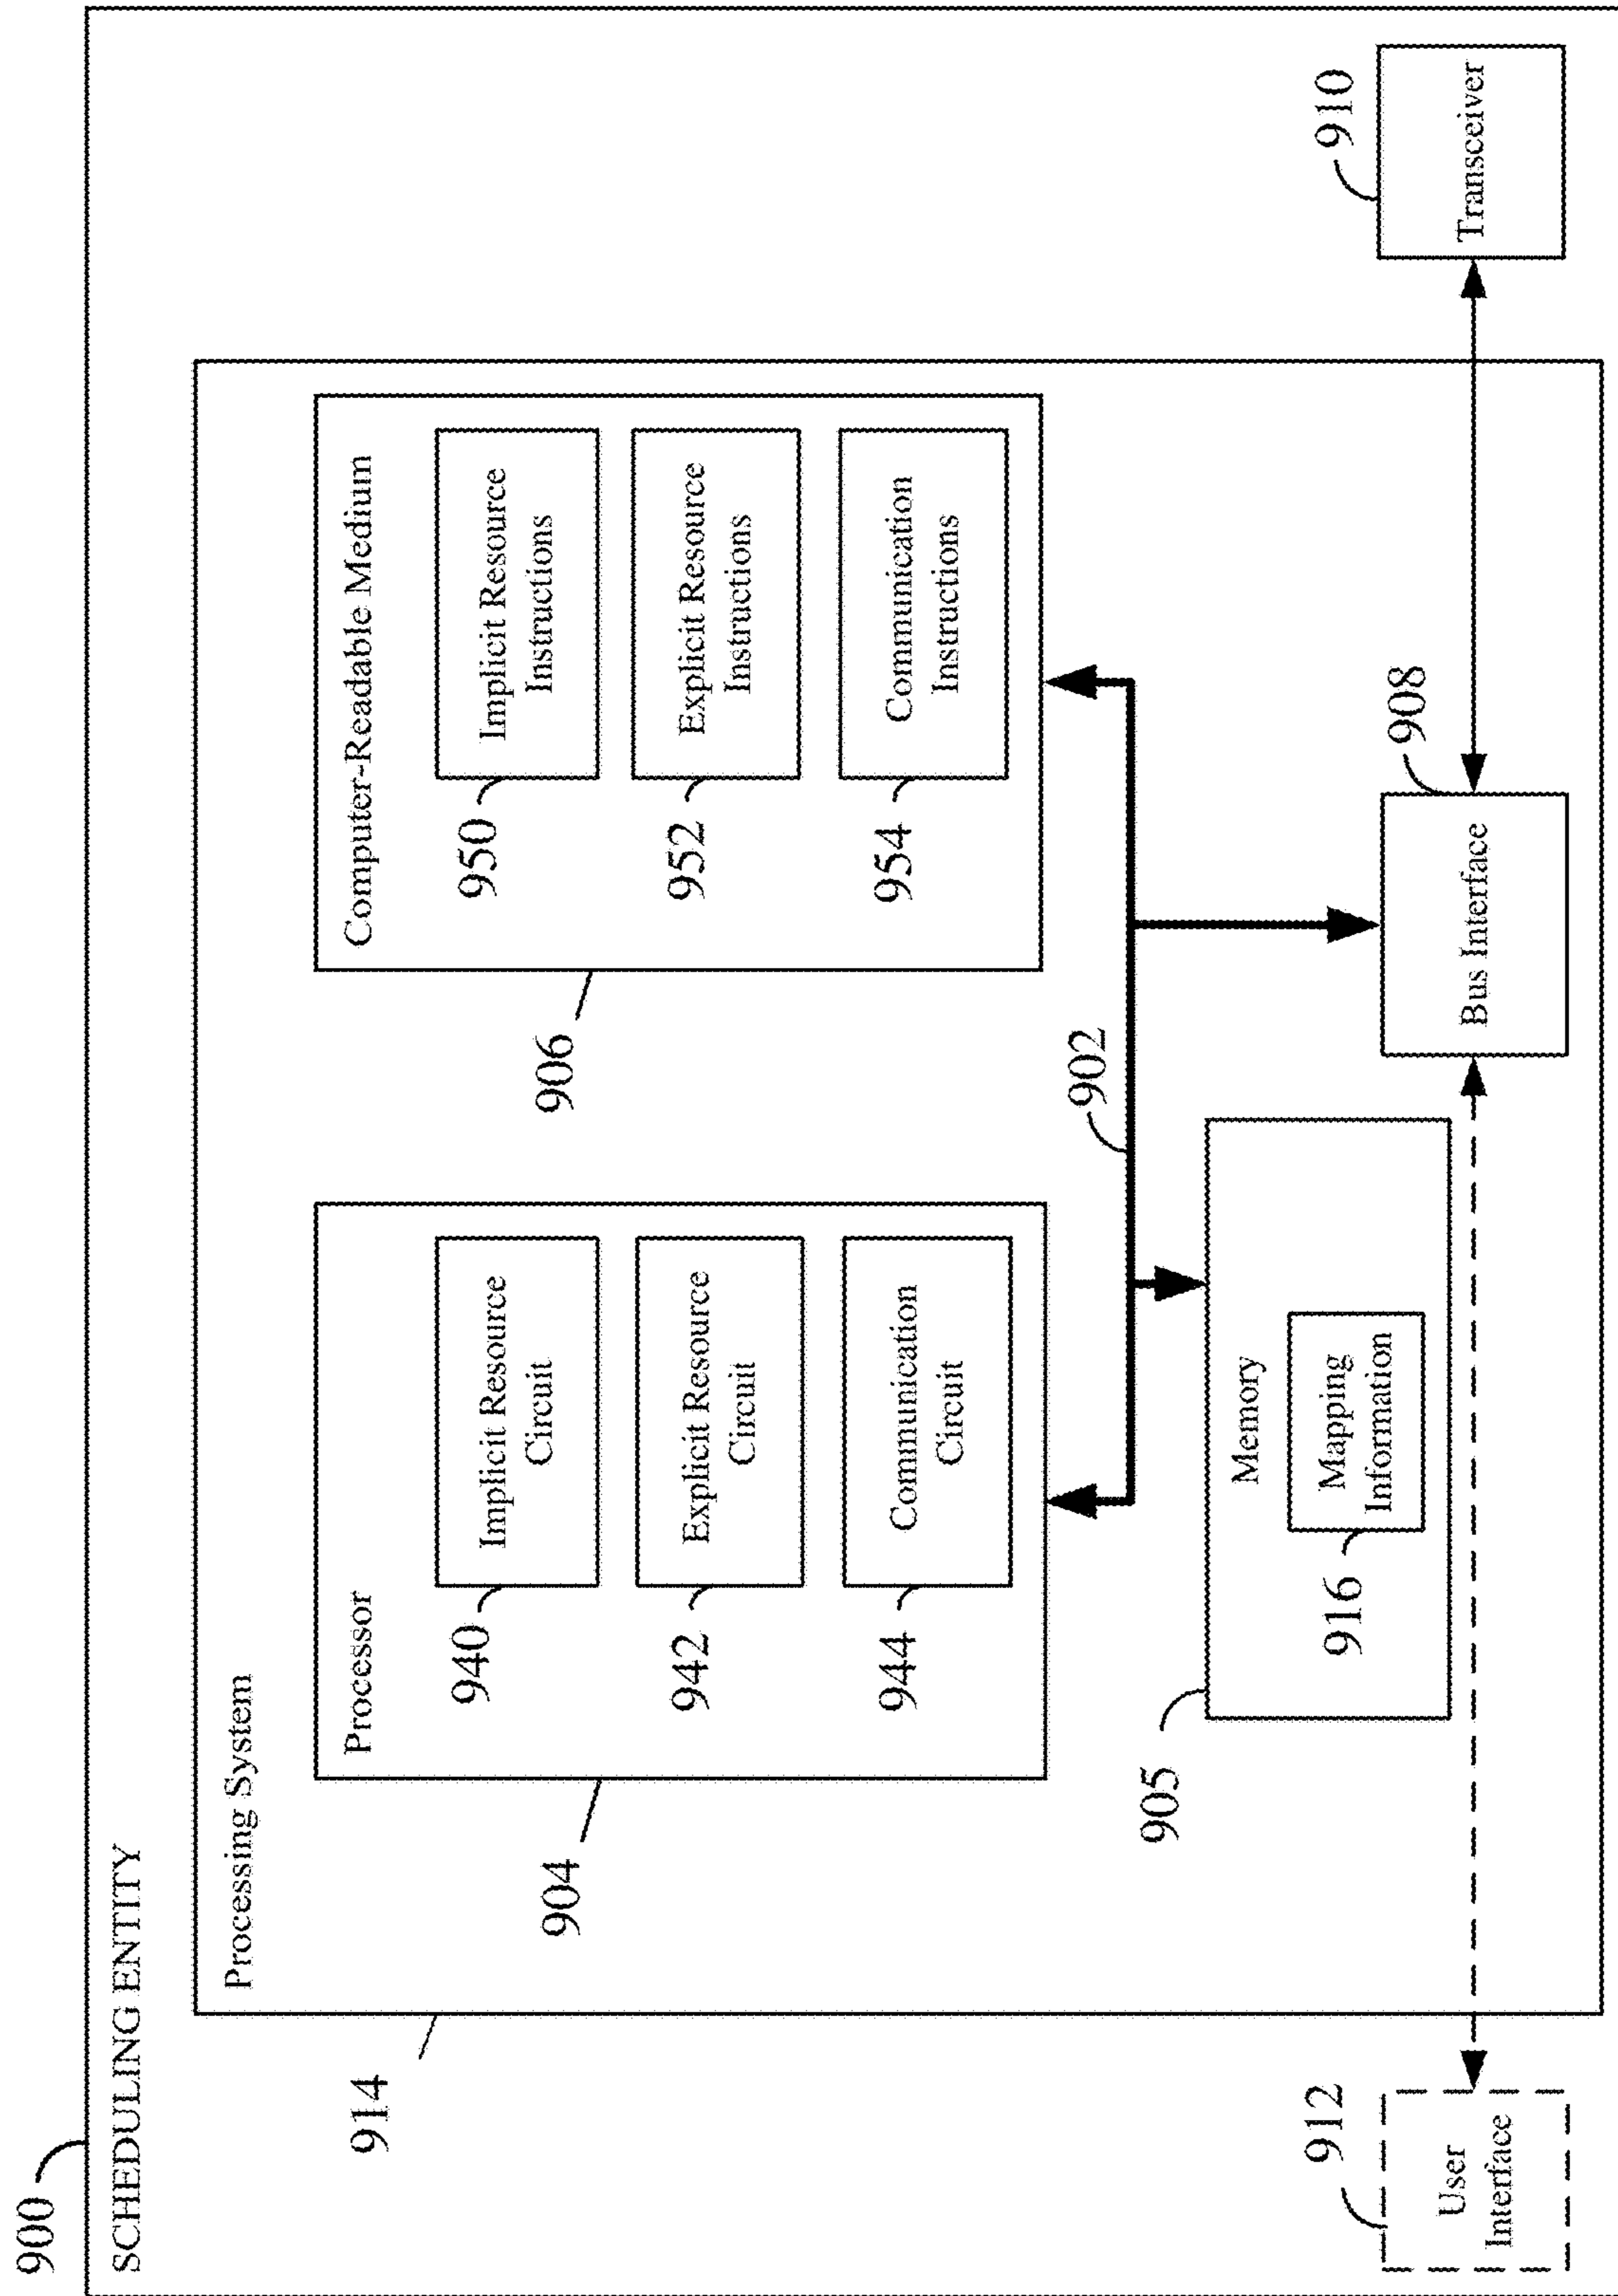 900
SCHEDULING ENTITY
914
Processing System
904
Processor
940
Implicit Resource
Circuit
942
Explicit Resource
Circuit
944
Communication
Circuit
906
Computer-Readable Medium
950
Implicit Resource
Instructions
952
Explicit Resource
Instructions
954
Communication
Instructions
902
905
Memory
916
Mapping
Information
908
Bus Interface
912
User
Interface
910
Transceiver